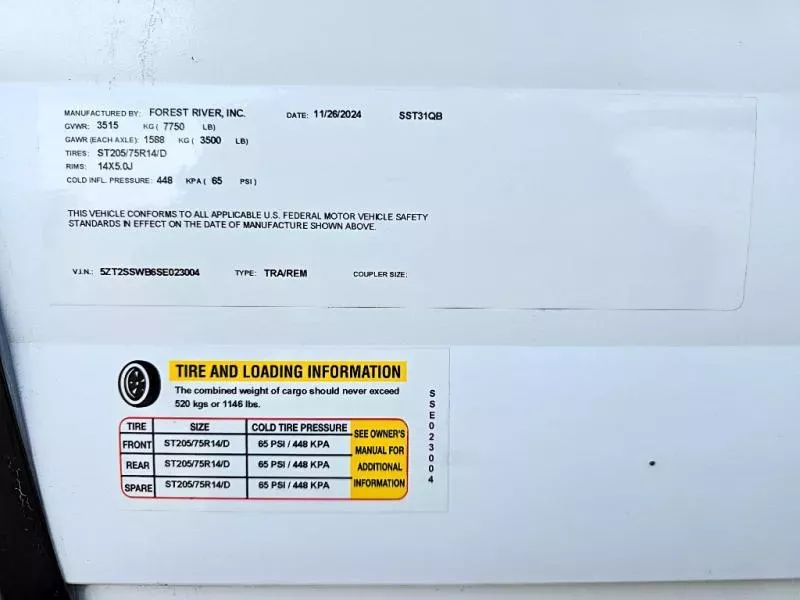 MANUFACTURED BY: FOREST RIVER, INC. DATE: 11/26/2024 SST31QB
GVWR: 3515 KG ( 7750 LB)
GAWR (EACH AXLE): 1588 KG ( 3500 LB)
TIRES: ST205/75R14/D
RIMS: 14X5.0J
COLD INFL. PRESSURE: 448 KPA ( 65 PSI )
THIS VEHICLE CONFORMS TO ALL APPLICABLE U.S. FEDERAL MOTOR VEHICLE SAFETY
STANDARDS IN EFFECT ON THE DATE OF MANUFACTURE SHOWN ABOVE.
V.I.N.: 5ZT2SSWB6SE023004 TYPE: TRA/REM COUPLER SIZE:
TIRE AND LOADING INFORMATION
The combined weight of cargo should never exceed
520 kgs or 1146 lbs.
TIRE SIZE COLD TIRE PRESSURE
FRONT ST205/75R14/D 65 PSI / 448 KPA
REAR ST205/75R14/D 65 PSI / 448 KPA
SPARE ST205/75R14/D 65 PSI / 448 KPA
SEE OWNER'S
MANUAL FOR
ADDITIONAL
INFORMATION
SSE023004